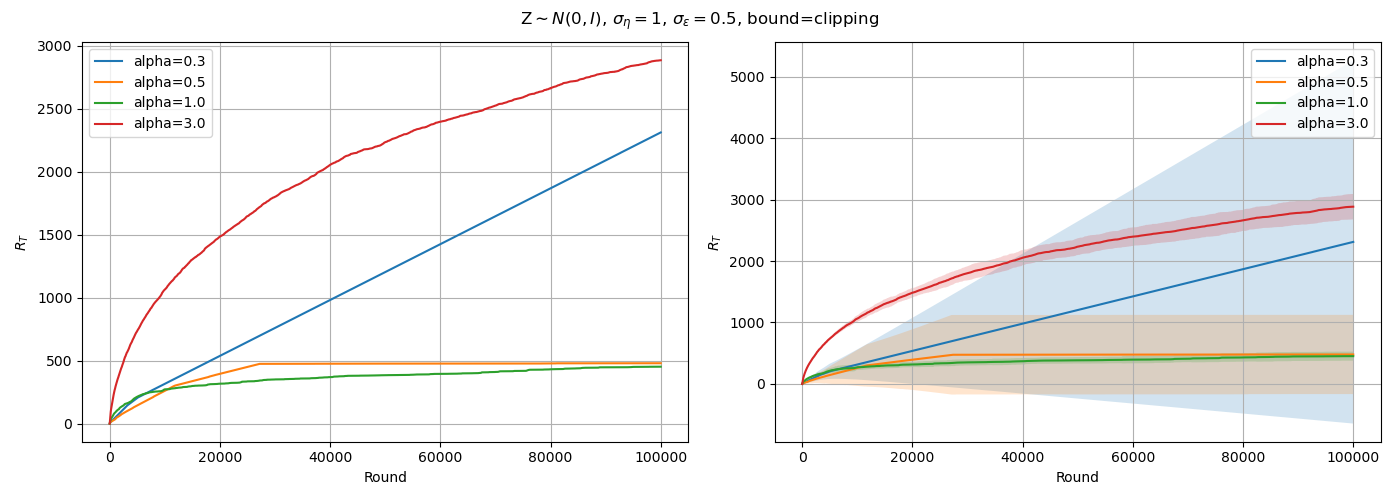 Z ~ N(0, I), σ_η = 1, σ_ε = 0.5, bound=clipping
3000
2500
2000
1500
1000
500
0
R_T
alpha=0.3
alpha=0.5
alpha=1.0
alpha=3.0
0 20000 40000 60000 80000 100000
Round
5000
4000
3000
2000
1000
0
R_T
alpha=0.3
alpha=0.5
alpha=1.0
alpha=3.0
0 20000 40000 60000 80000 100000
Round